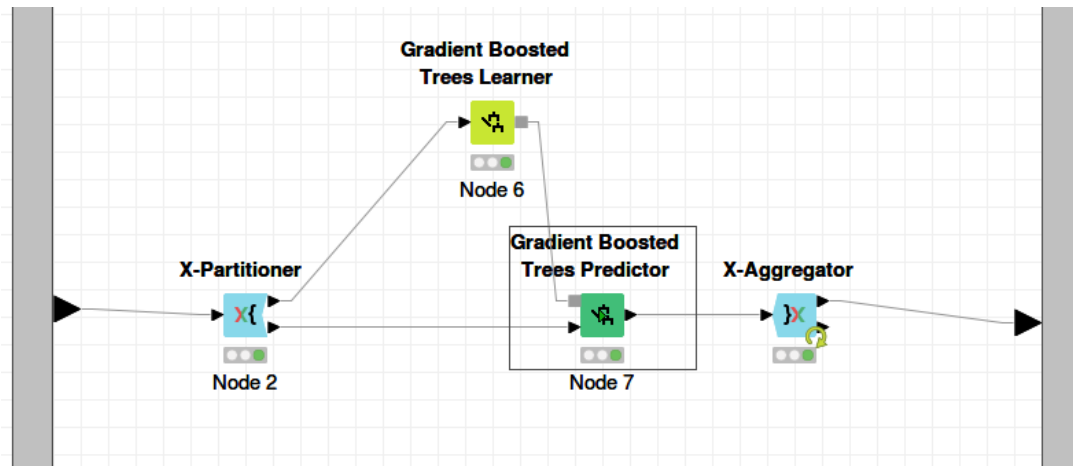 Gradient Boosted
Trees Learner
Node 6
X-Partitioner
X{
Node 2
Gradient Boosted
Trees Predictor
Node 7
X-Aggregator
}X